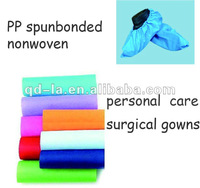 PP spunbonded
nonwoven
qd-la.en.alibaba.com
personal care
surgical gowns